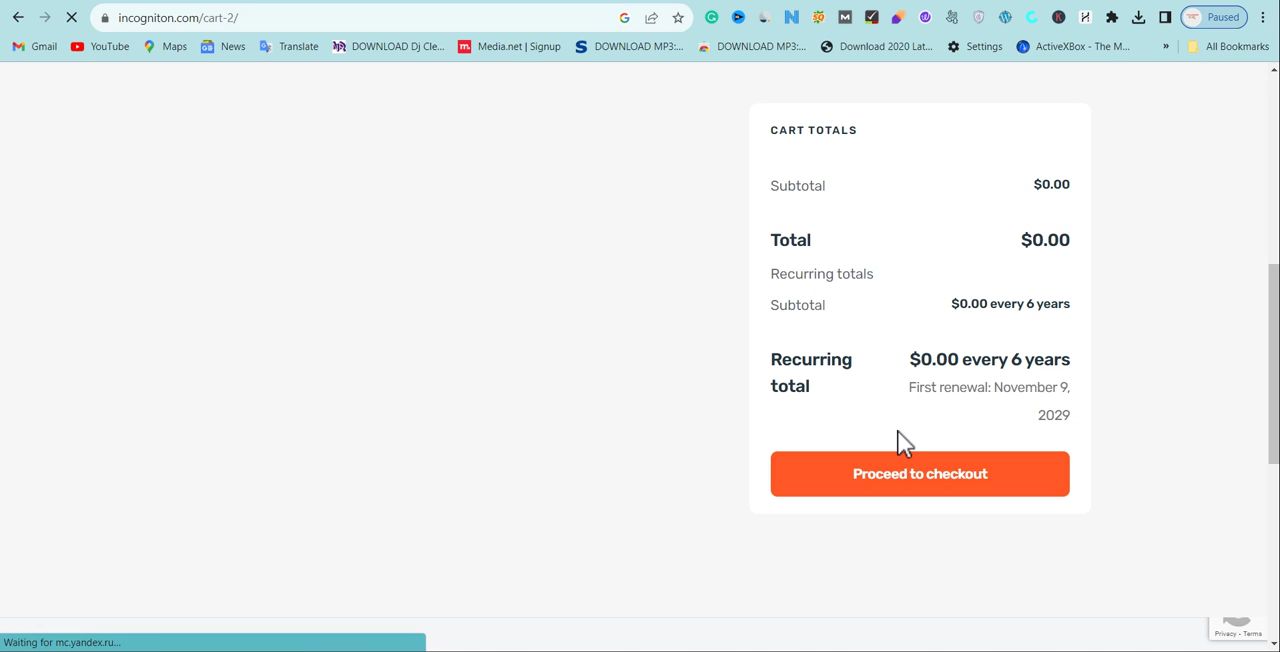 incogniton.com/cart-2/
Paused
Gmail YouTube Maps News Translate DOWNLOAD Dj Cle... Media.net | Signup DOWNLOAD MP3:... DOWNLOAD MP3:... Download 2020 Lat... Settings ActiveXBox - The M... » All Bookmarks
CART TOTALS
Subtotal $0.00
Total $0.00
Recurring totals
Subtotal $0.00 every 6 years
Recurring total $0.00 every 6 years
First renewal: November 9,
2029
Proceed to checkout
Privacy - Terms
Waiting for mc.yandex.ru...